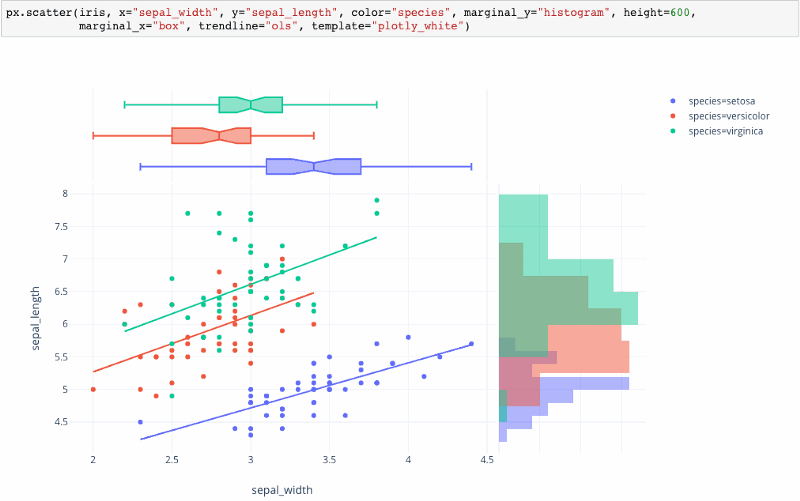 px.scatter(iris, x="sepal_width", y="sepal_length", color="species", marginal_y="histogram", height=600,
marginal_x="box", trendline="ols", template="plotly_white")
species=setosa
species=versicolor
species=virginica
8
7.5
7
6.5
6
5.5
5
4.5
sepal_length
2
2.5
3
3.5
4
4.5
sepal_width